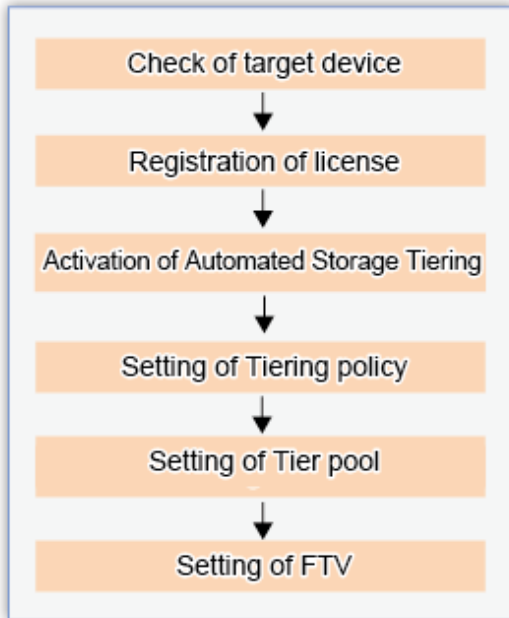 Check of target device
Registration of license
Activation of Automated Storage Tiering
Setting of Tiering policy
Setting of Tier pool
Setting of FTV